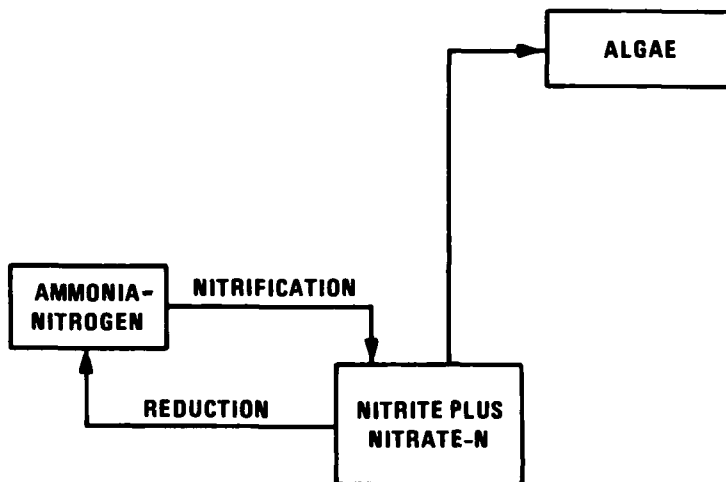 ALGAE
AMMONIA-
NITROGEN
NITRIFICATION
REDUCTION
NITRITE PLUS
NITRATE-N